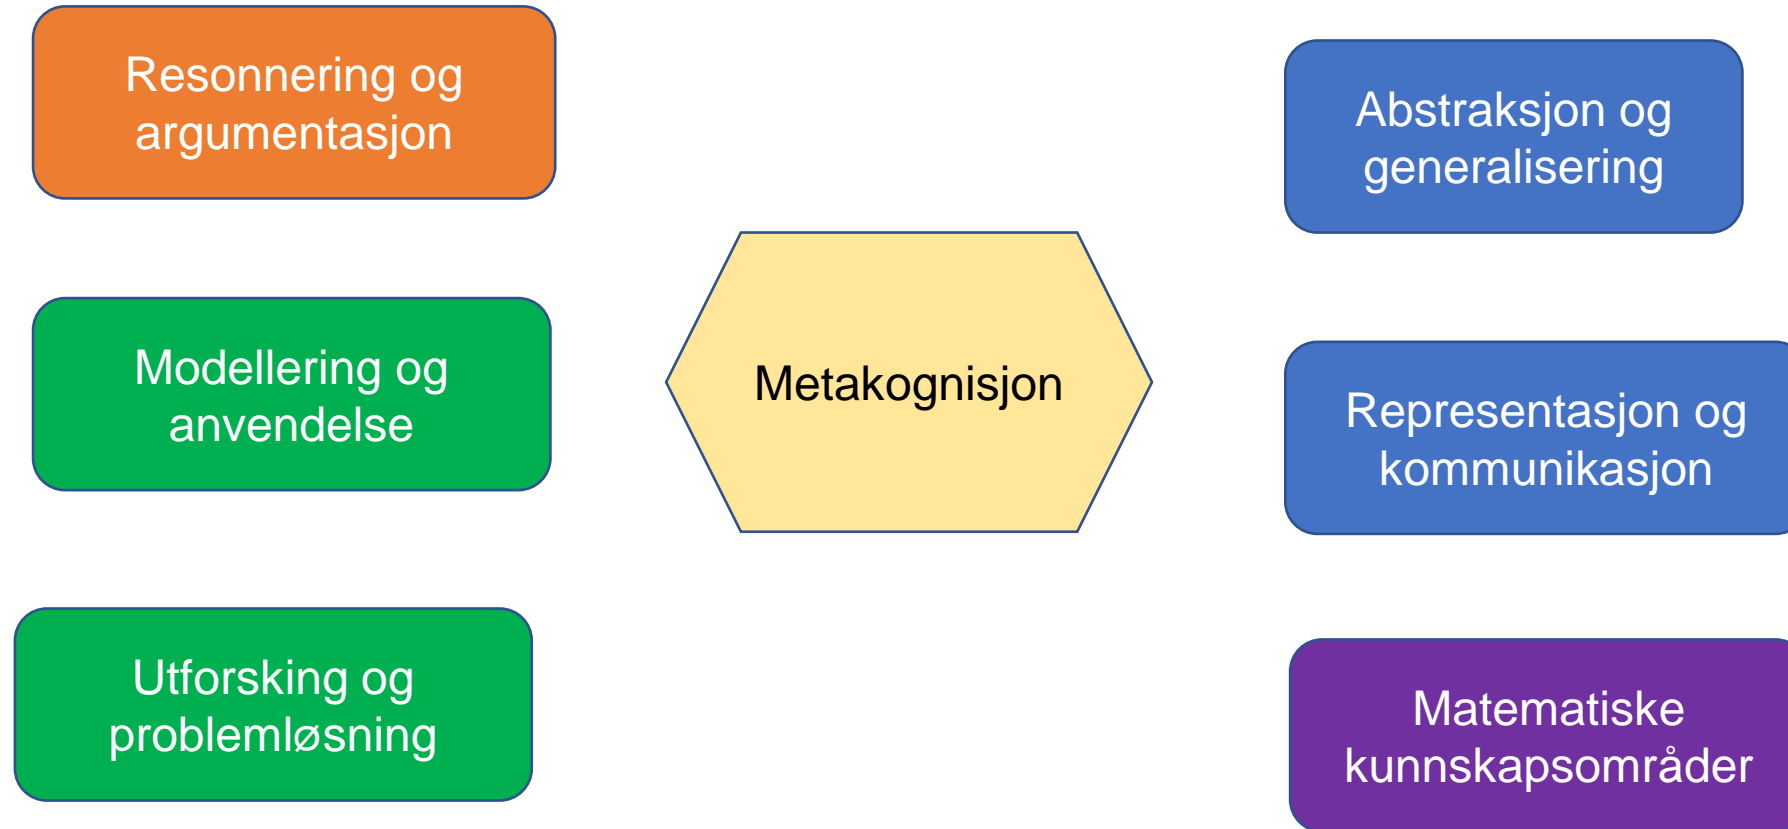 Resonnering og
argumentasjon
Modellering og
anvendelse
Utforsking og
problemløsning
Metakognisjon
Abstraksjon og
generalisering
Representasjon og
kommunikasjon
Matematiske
kunnskapsområder